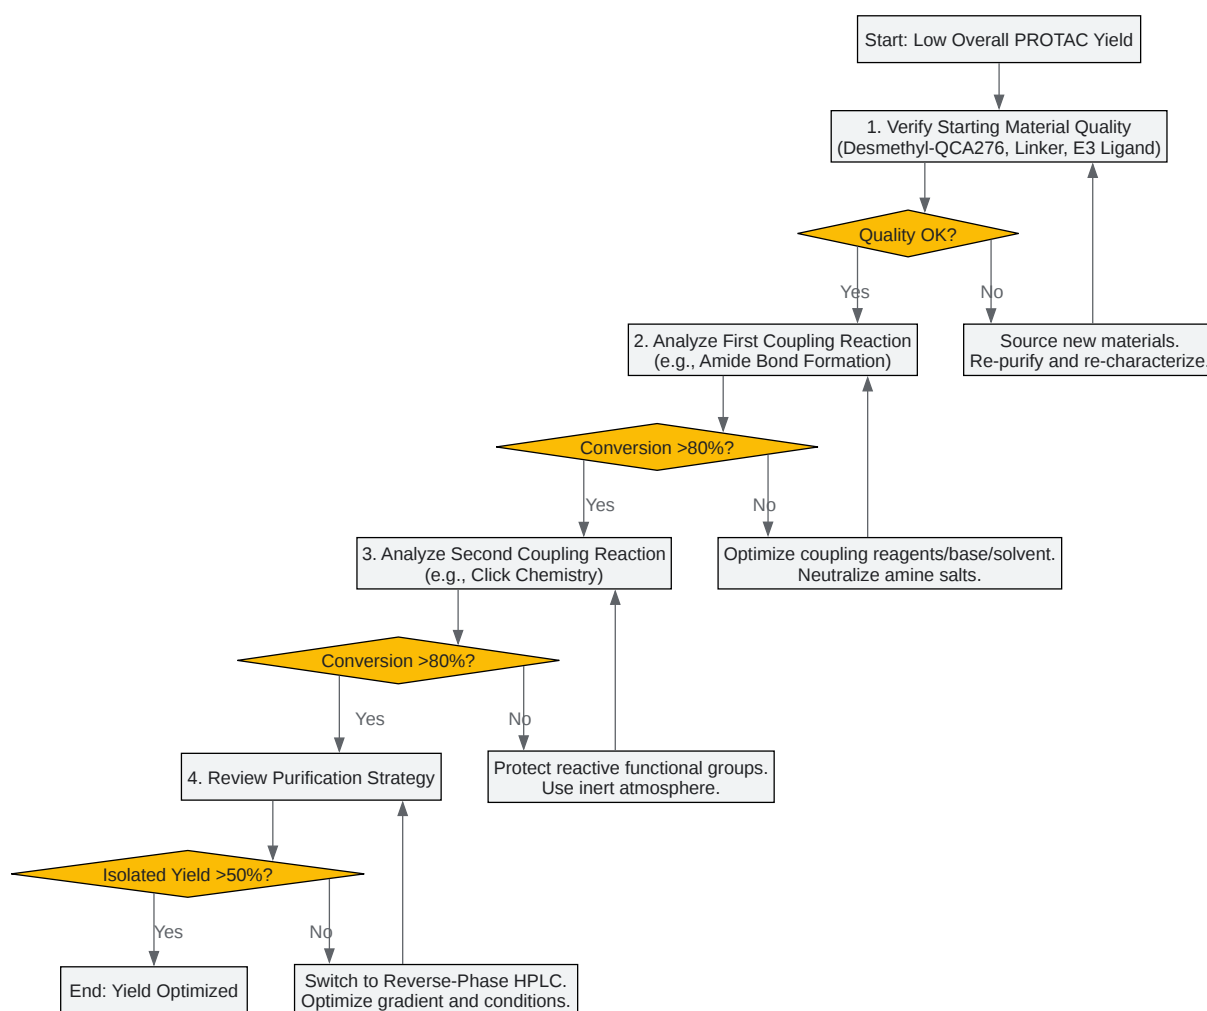 Start: Low Overall PROTAC Yield
1. Verify Starting Material Quality
(Desmethyl-QCA276, Linker, E3 Ligand)
Quality OK?
Yes
No
2. Analyze First Coupling Reaction
(e.g., Amide Bond Formation)
Source new materials.
Re-purify and re-characterize.
Conversion >80%?
Yes
No
3. Analyze Second Coupling Reaction
(e.g., Click Chemistry)
Optimize coupling reagents/base/solvent.
Neutralize amine salts.
Conversion >80%?
Yes
No
4. Review Purification Strategy
Protect reactive functional groups.
Use inert atmosphere.
Isolated Yield >50%?
Yes
No
End: Yield Optimized
Switch to Reverse-Phase HPLC.
Optimize gradient and conditions.